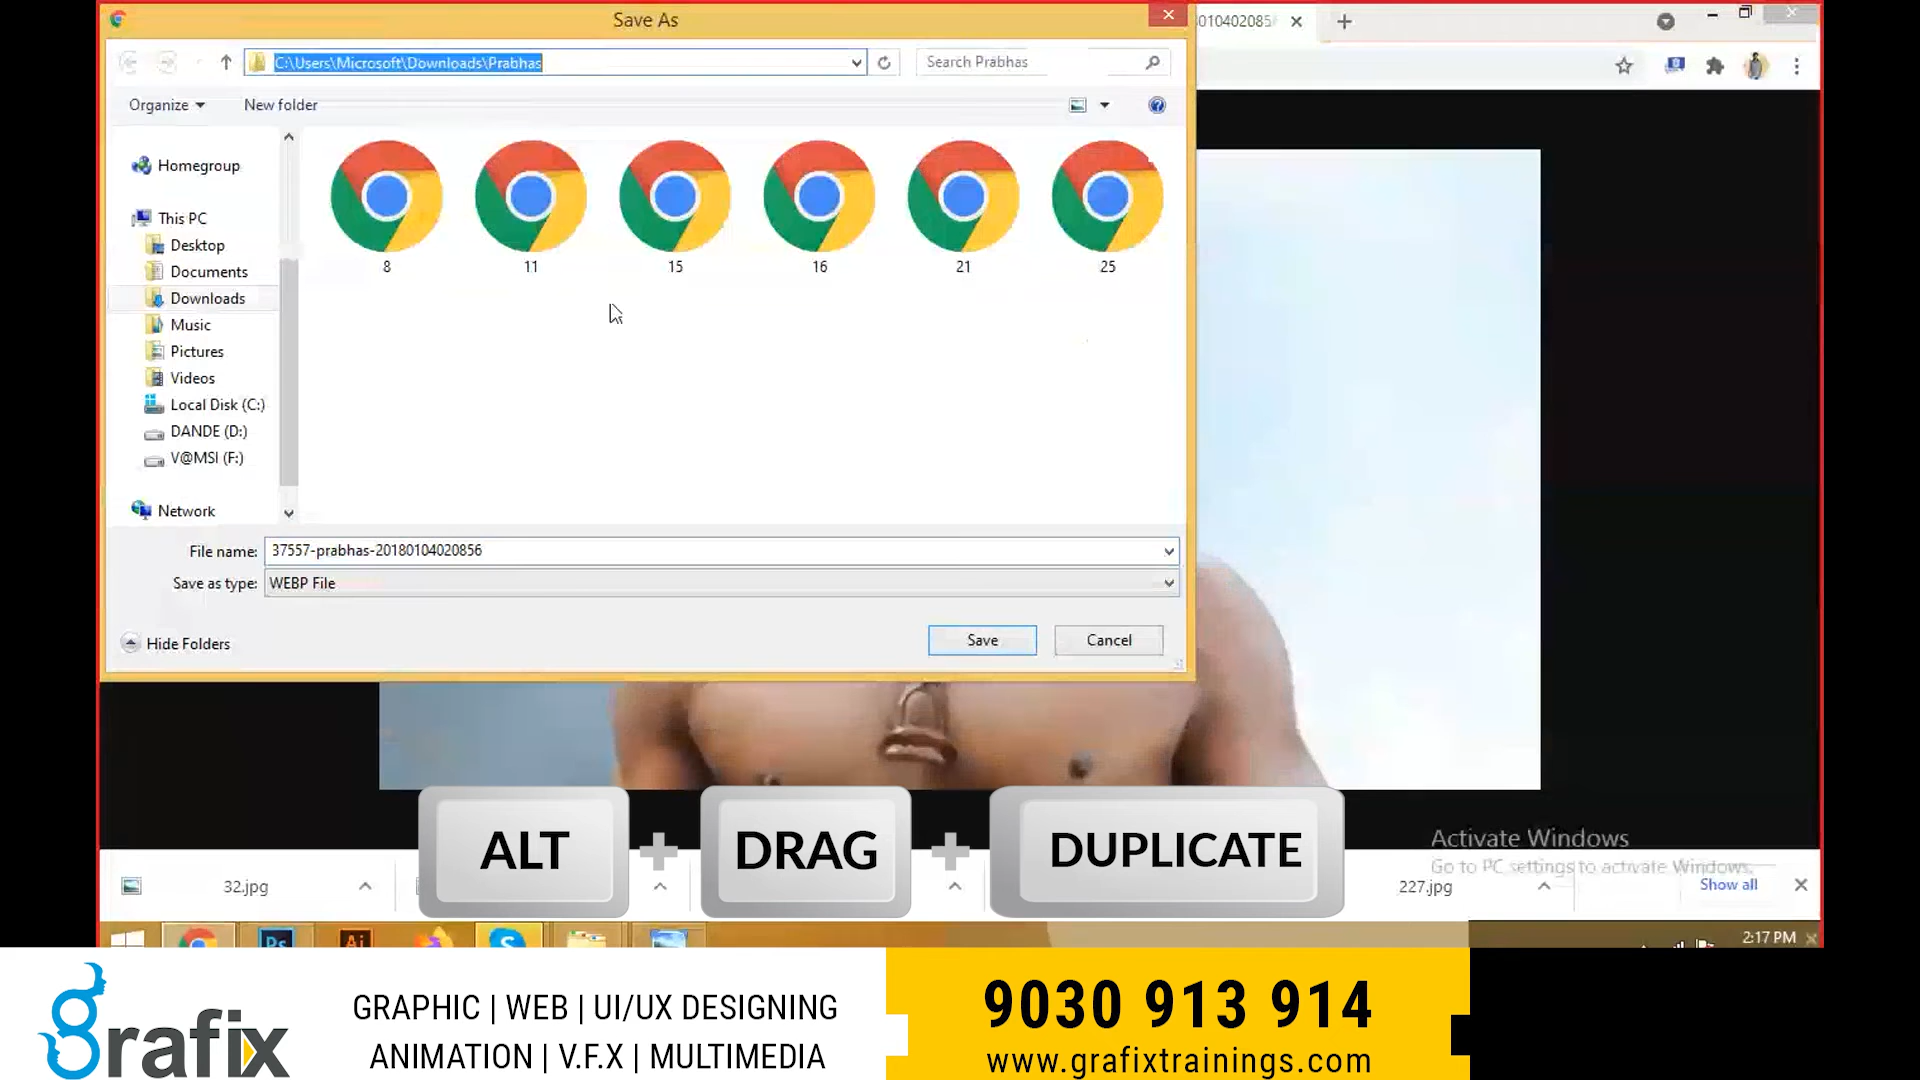 Save As
010402085
C:\Users\Microsoft\Downloads\Prabhas
Search Prabhas
Organize
New folder
Homegroup
This PC
Desktop
Documents
Downloads
Music
Pictures
Videos
Local Disk (C:)
DANDE (D:)
V@MSI (F:)
Network
8
11
15
16
21
25
File name:
37557-prabhas-20180104020856
Save as type:
WEBP File
Hide Folders
Save
Cancel
ALT + DRAG + DUPLICATE
Activate Windows
Go to PC settings to activate Windows.
32.jpg
227.jpg
Show all
Ps
Ai
2:17 PM
grafix
GRAPHIC | WEB | UI/UX DESIGNING
ANIMATION | V.F.X | MULTIMEDIA
9030 913 914
www.grafixtrainings.com